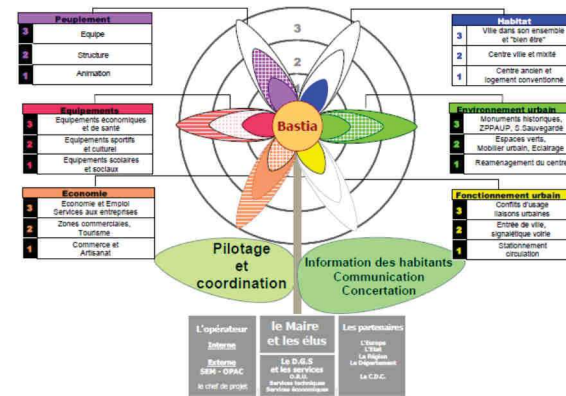 Peuplement
3 Equipe
2 Structure
1 Animation
Habitat
3 Ville dans son ensemble
et "bien être"
2 Centre ville et mixité
1 Centre ancien et
logement conventionné
3
2
Equipements
3 Equipements économiques
et de santé
2 Equipements sportifs
et culturel
1 Equipements scolaires
et sociaux
Bastia
Environnement urbain
3 Monuments historiques,
ZPPAUP, S.Sauvegardé
2 Espaces verts,
Mobilier urbain, Eclairage
1 Réaménagement du centre
Economie
3 Economie et Emploi
Services aux entreprises
2 Zones commerciales,
Tourisme
1 Commerce et
Artisanat
Fonctionnement urbain
3 Conflits d'usage
liaisons urbaines
2 Entrée de ville,
signalétique voirie
1 Stationnement
circulation
Pilotage
et
coordination
Information des habitants
Communication
Concertation
L'opérateur
Interne
Externe
SEM - OPAC
le chef de projet
le Maire
et les élus
Le D.G.S
et les services
O.R.U.
Services techniques
Services économiques
Les partenaires
L'Europe
L'Etat
La Région
Le Département
La C.D.C.